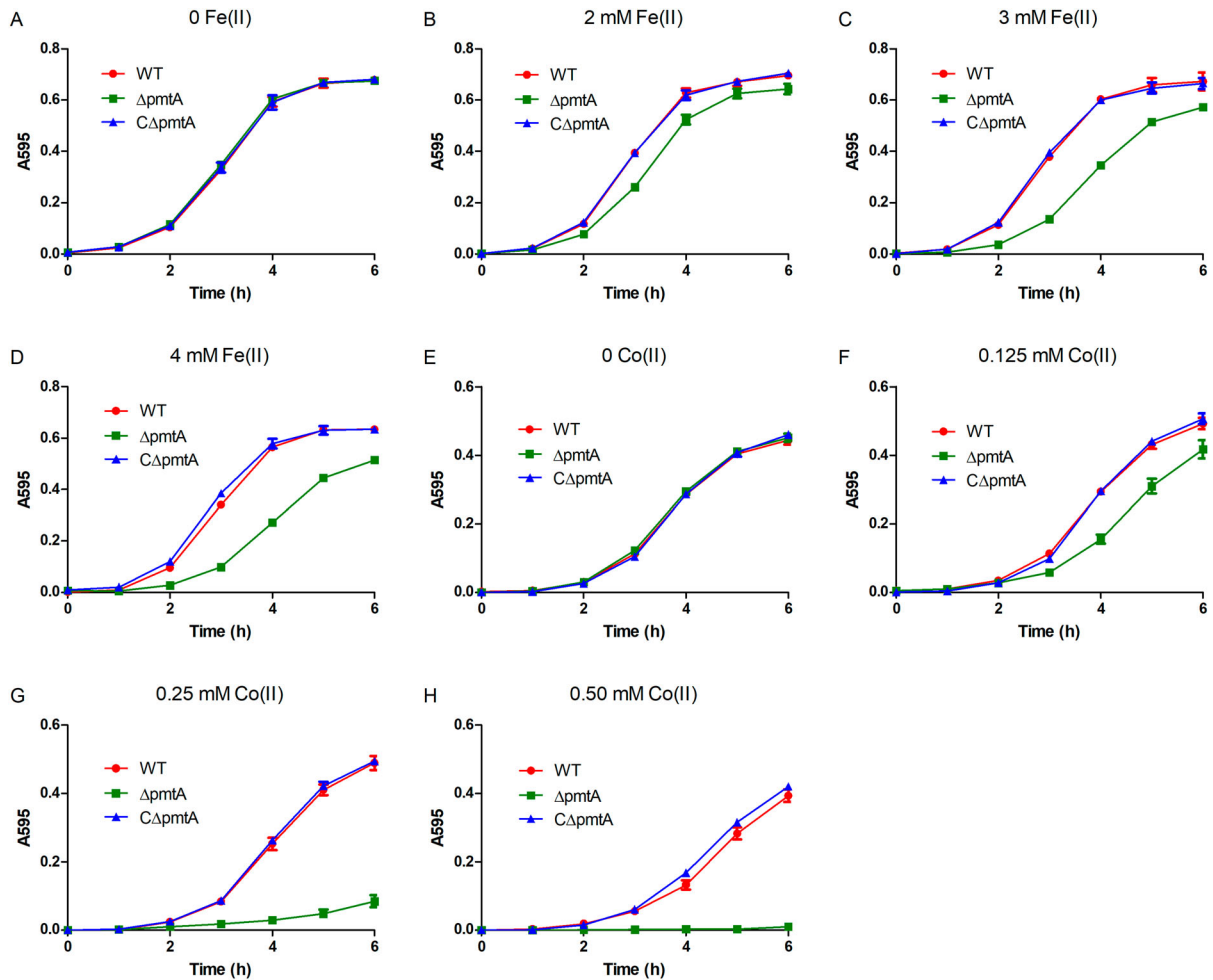 A
0 Fe(II)
A595
0.8
0.6
0.4
0.2
0.0
0
2
4
6
Time (h)
WT
ΔpmtA
CΔpmtA
B
2 mM Fe(II)
A595
0.8
0.6
0.4
0.2
0.0
0
2
4
6
Time (h)
WT
ΔpmtA
CΔpmtA
C
3 mM Fe(II)
A595
0.8
0.6
0.4
0.2
0.0
0
2
4
6
Time (h)
WT
ΔpmtA
CΔpmtA
D
4 mM Fe(II)
A595
0.8
0.6
0.4
0.2
0.0
0
2
4
6
Time (h)
WT
ΔpmtA
CΔpmtA
E
0 Co(II)
A595
0.6
0.4
0.2
0.0
0
2
4
6
Time (h)
WT
ΔpmtA
CΔpmtA
F
0.125 mM Co(II)
A595
0.6
0.4
0.2
0.0
0
2
4
6
Time (h)
WT
ΔpmtA
CΔpmtA
G
0.25 mM Co(II)
A595
0.6
0.4
0.2
0.0
0
2
4
6
Time (h)
WT
ΔpmtA
CΔpmtA
H
0.50 mM Co(II)
A595
0.6
0.4
0.2
0.0
0
2
4
6
Time (h)
WT
ΔpmtA
CΔpmtA